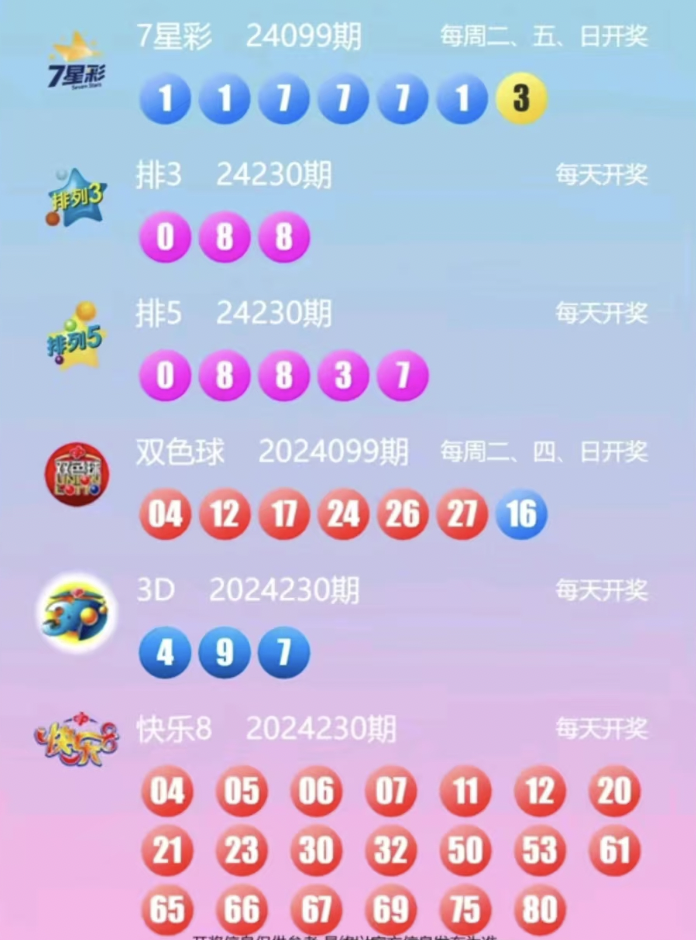 7星彩 24099期 每周二、五、日开奖
7星彩
1 1 7 7 7 1 3
排3 24230期 每天开奖
排列3
0 8 8
排5 24230期 每天开奖
排列5
0 8 8 3 7
双色球 2024099期 每周二、四、日开奖
双色球
UNION
LOTTO
04 12 17 24 26 27 16
3D 2024230期 每天开奖
4 9 7
快乐8 2024230期 每天开奖
快乐
04 05 06 07 11 12 20
21 23 30 32 50 53 61
65 66 67 69 75 80